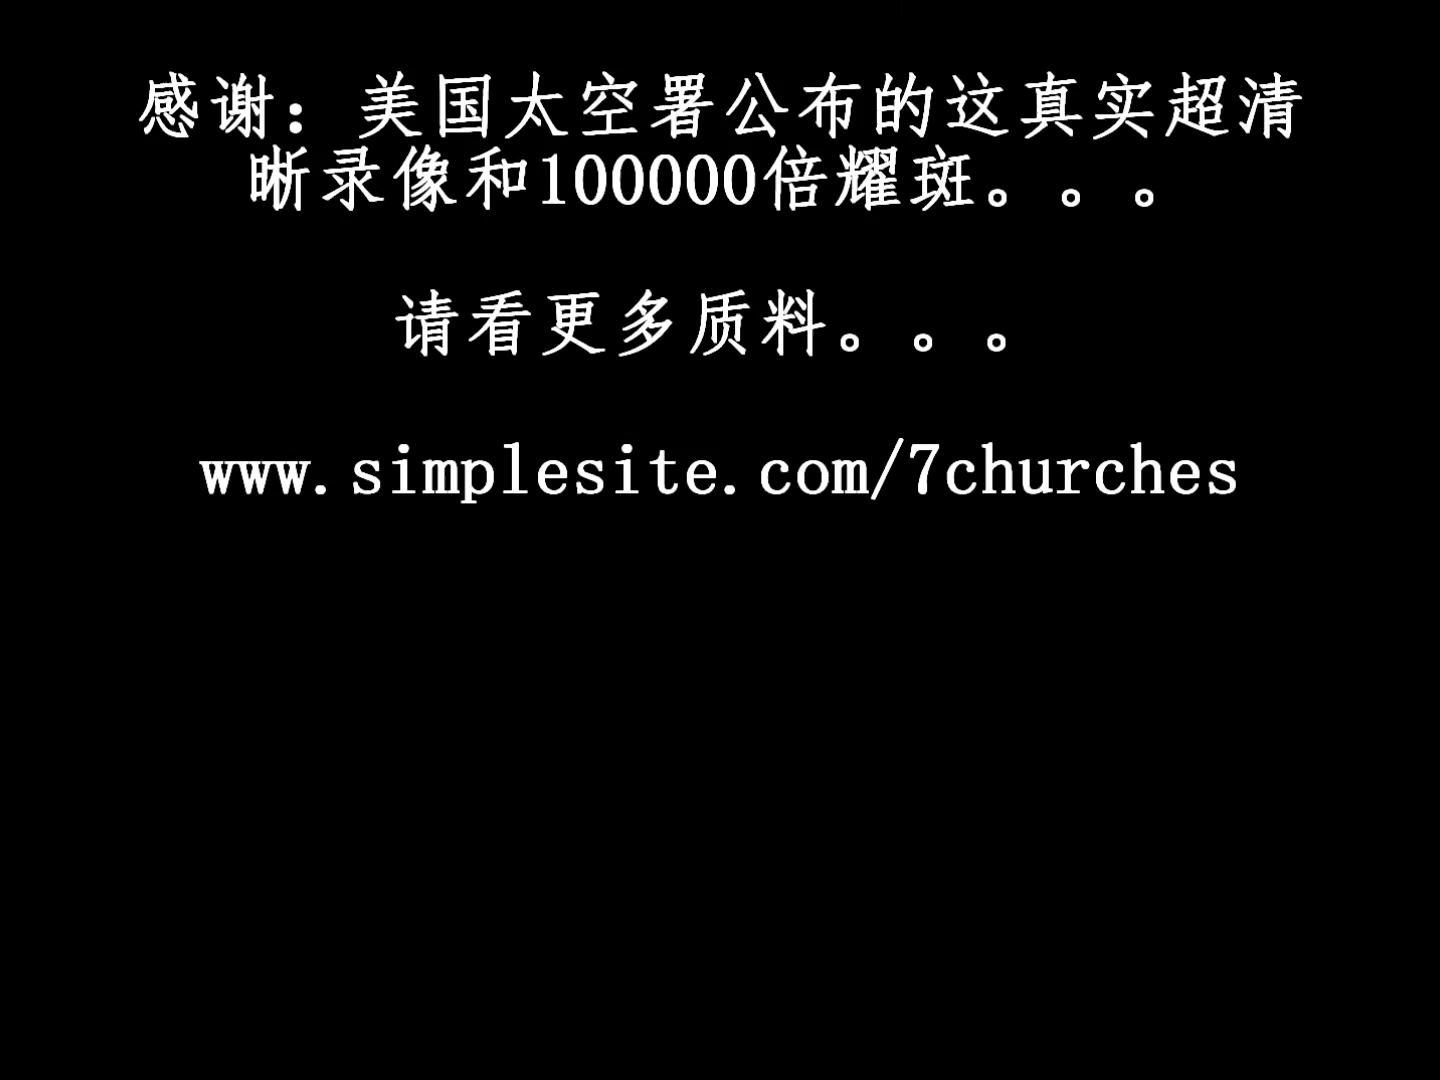 感谢：美国太空署公布的这真实超清
晰录像和100000倍耀斑。。。
请看更多质料。。。
www.simplesite.com/7churches